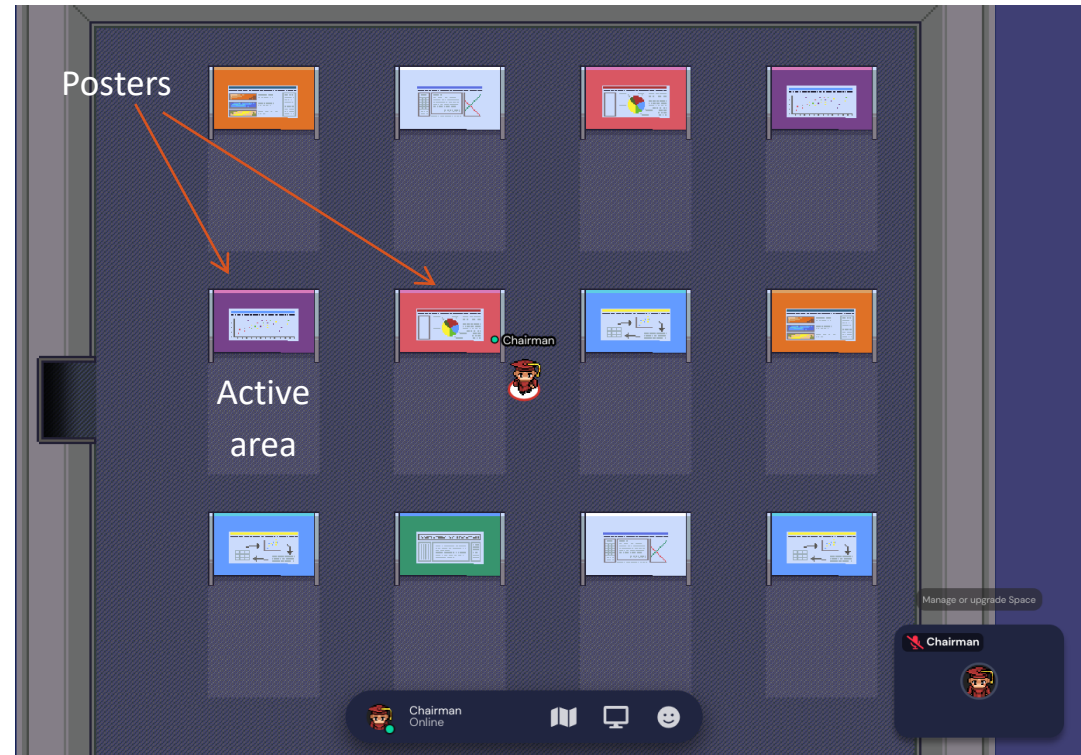 Posters
Chairman
Active
area
Manage or upgrade Space
Chairman
Chairman
Online